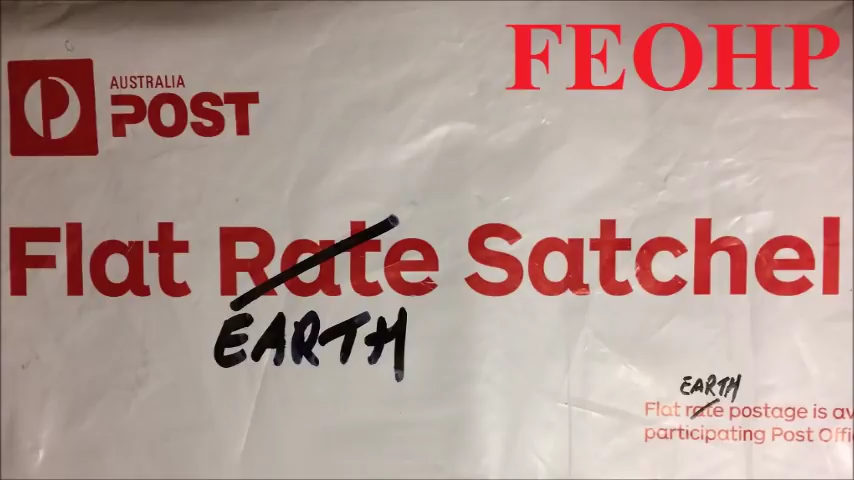 FEOHP
AUSTRALIA
POST
Flat Rate Satchel
EARTH
EARTH
Flat rate postage is av
participating Post Offi